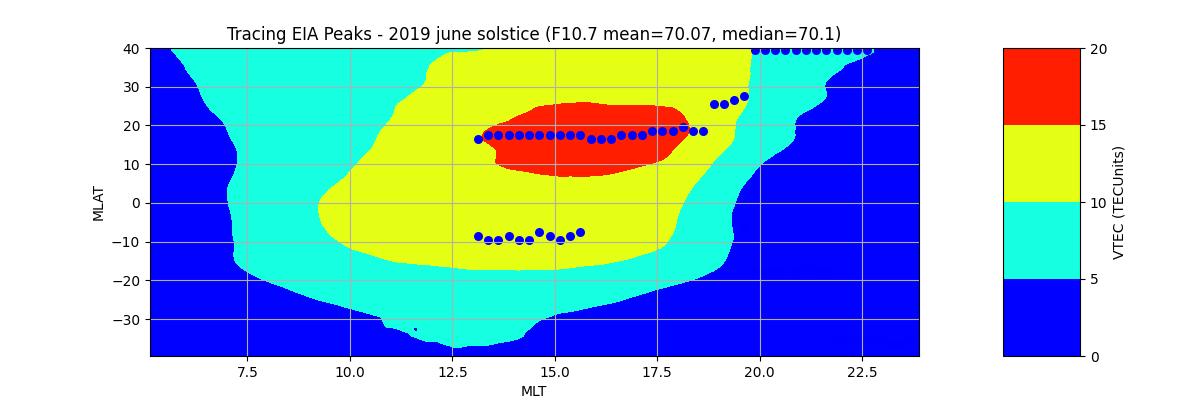 Tracing EIA Peaks - 2019 june solstice (F10.7 mean=70.07, median=70.1)
40
30
20
10
0
−10
−20
−30
MLAT
7.5 10.0 12.5 15.0 17.5 20.0 22.5
MLT
20
15
10
5
0
VTEC (TECUnits)